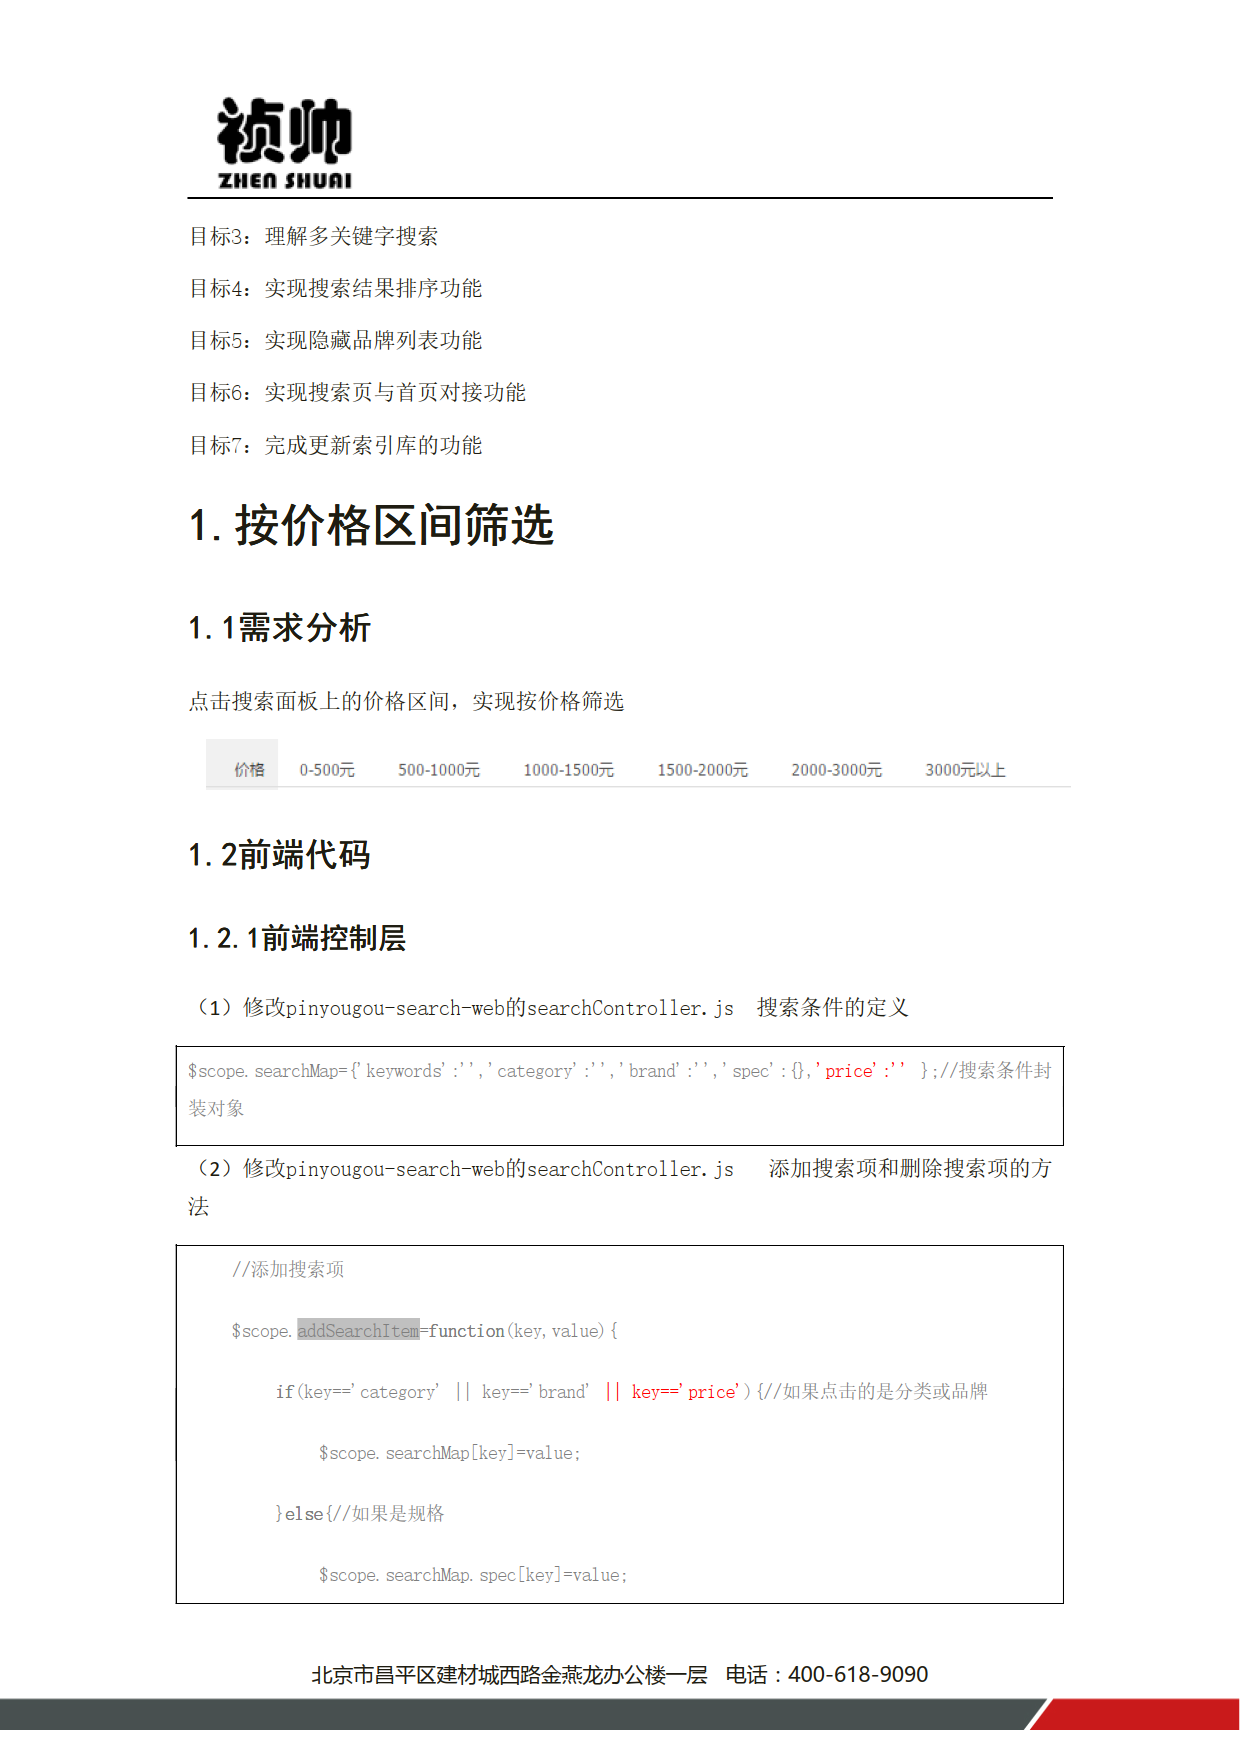 祯帅
ZHEN SHUAI
目标3：理解多关键字搜索
目标4：实现搜索结果排序功能
目标5：实现隐藏品牌列表功能
目标6：实现搜索页与首页对接功能
目标7：完成更新索引库的功能
1.按价格区间筛选
1.1需求分析
点击搜索面板上的价格区间，实现按价格筛选
价格 0-500元 500-1000元 1000-1500元 1500-2000元 2000-3000元 3000元以上
1.2前端代码
1.2.1前端控制层
（1）修改pinyougou-search-web的searchController.js 搜索条件的定义
$scope.searchMap={'keywords':'','category':'','brand':'','spec':{},'price':'' };//搜索条件封
装对象
（2）修改pinyougou-search-web的searchController.js 添加搜索项和删除搜索项的方
法
//添加搜索项
$scope.addSearchItem=function(key,value){
if(key=='category' || key=='brand' || key=='price'){//如果点击的是分类或品牌
$scope.searchMap[key]=value;
}else{//如果是规格
$scope.searchMap.spec[key]=value;
北京市昌平区建材城西路金燕龙办公楼一层 电话：400-618-9090